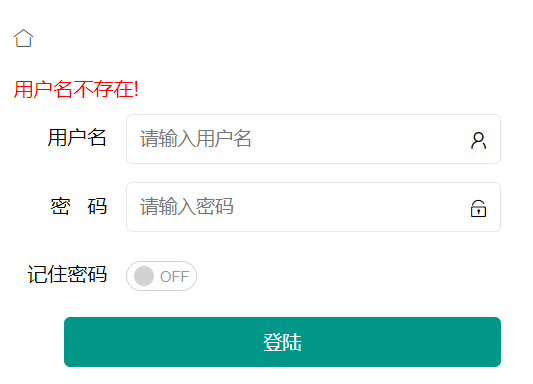 用户名不存在!
用户名 请输入用户名
密 码 请输入密码
记住密码 OFF
登陆